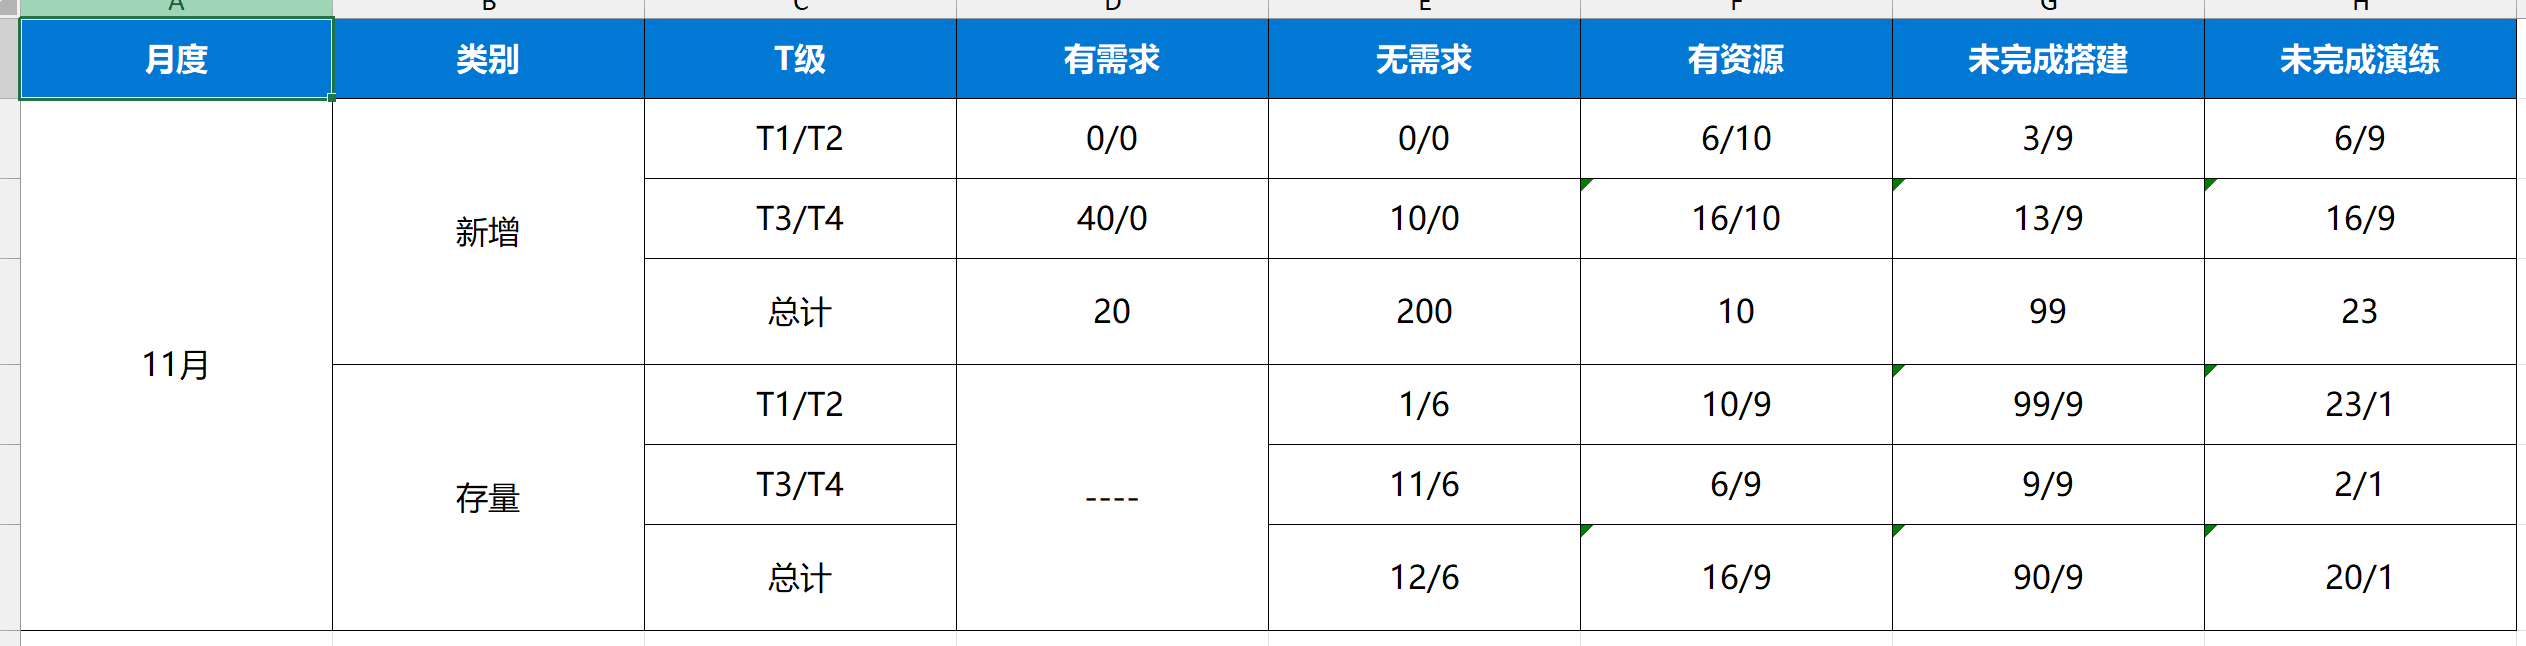 A B C D E F G H
月度 类别 T级 有需求 无需求 有资源 未完成搭建 未完成演练
T1/T2 0/0 0/0 6/10 3/9 6/9
新增 T3/T4 40/0 10/0 16/10 13/9 16/9
总计 20 200 10 99 23
11月
T1/T2 1/6 10/9 99/9 23/1
存量 T3/T4 ---- 11/6 6/9 9/9 2/1
总计 12/6 16/9 90/9 20/1